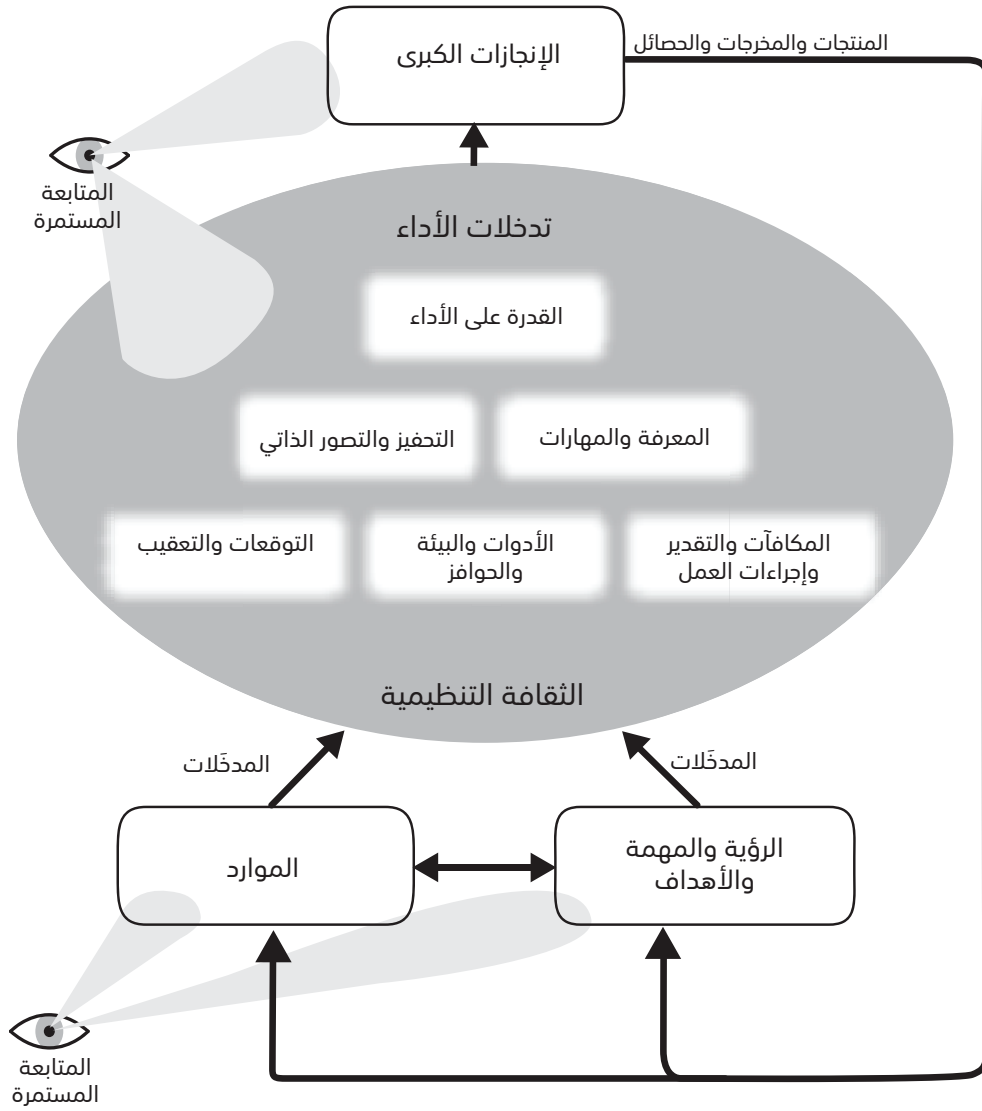 الإنجازات الكبرى
المنتجات والمخرجات والحصائل
المتابعة
المستمرة
تدخلات الأداء
القدرة على الأداء
المعرفة والمهارات
التحفيز والتصور الذاتي
المكافآت والتقدير
وإجراءات العمل
الأدوات والبيئة
والحوافز
التوقعات والتعقيب
الثقافة التنظيمية
المدخَلات
المدخَلات
الرؤية والمهمة
والأهداف
الموارد
المتابعة
المستمرة